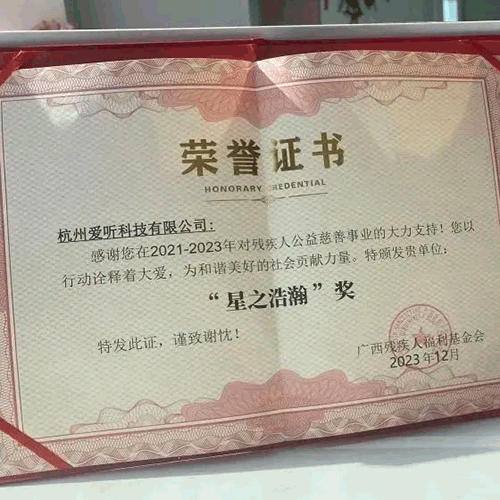 荣誉证书
HONORARY CREDENTIAL
杭州爱听科技有限公司：
感谢您在2021-2023年对残疾人公益慈善事业的大力支持！您以
行动诠释着大爱，为和谐美好的社会贡献力量。特颁发贵单位：
“星之浩瀚”奖
特发此证，谨致谢忱！
广西残疾人福利基金会
2023年12月